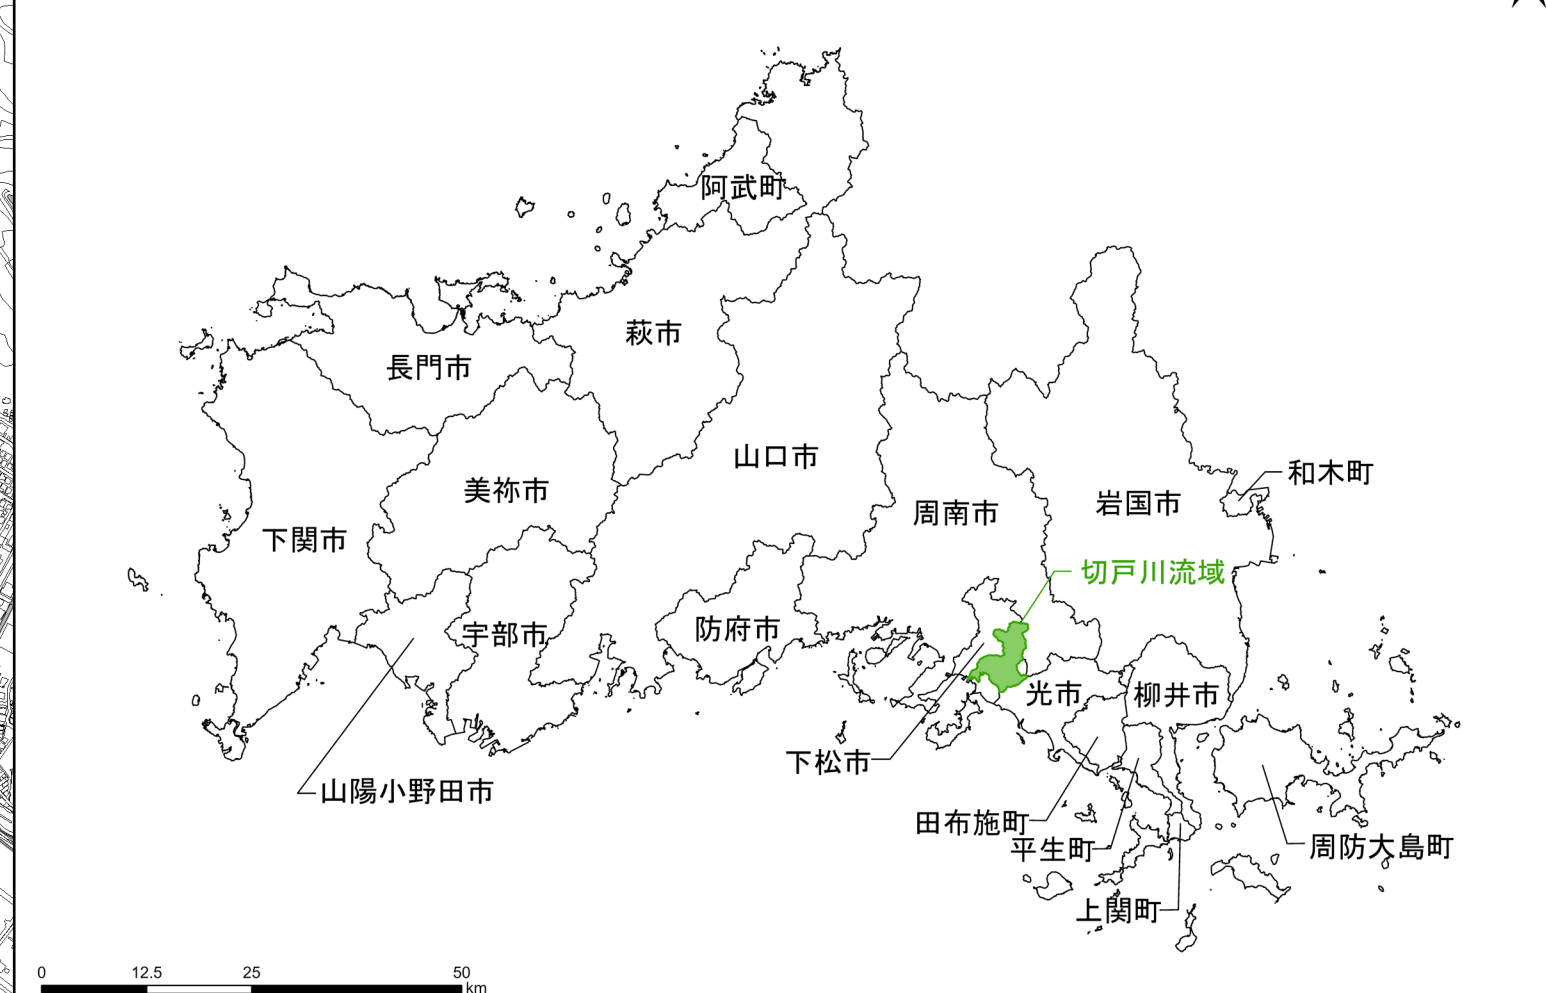 阿武町
萩市
長門市
山口市
和木町
美祢市
岩国市
周南市
下関市
切戸川流域
防府市
宇部市
光市
柳井市
下松市
山陽小野田市
田布施町
平生町
周防大島町
上関町
0 12.5 25 50
km